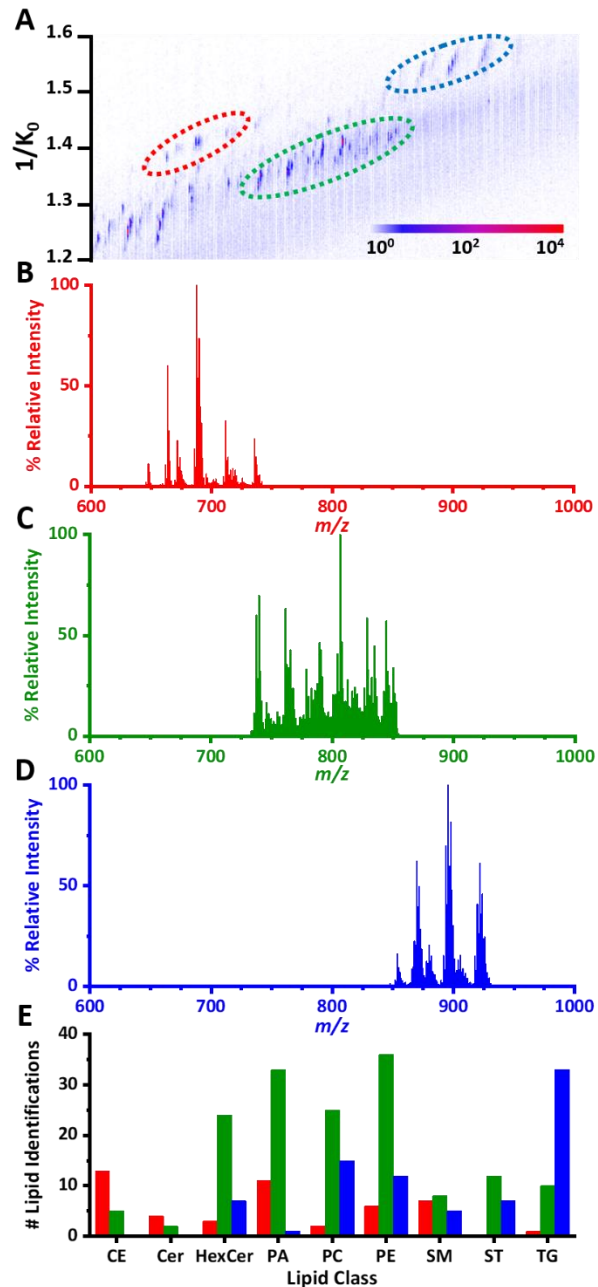 A
1.6
1.5
1.4
1.3
1.2
1/K0
10^0 10^2 10^4
B
100
50
0
% Relative Intensity
600 700 800 900 1000
m/z
C
100
50
0
% Relative Intensity
600 700 800 900 1000
m/z
D
100
50
0
% Relative Intensity
600 700 800 900 1000
m/z
E
40
30
20
10
0
# Lipid Identifications
CE Cer HexCer PA PC PE SM ST TG
Lipid Class